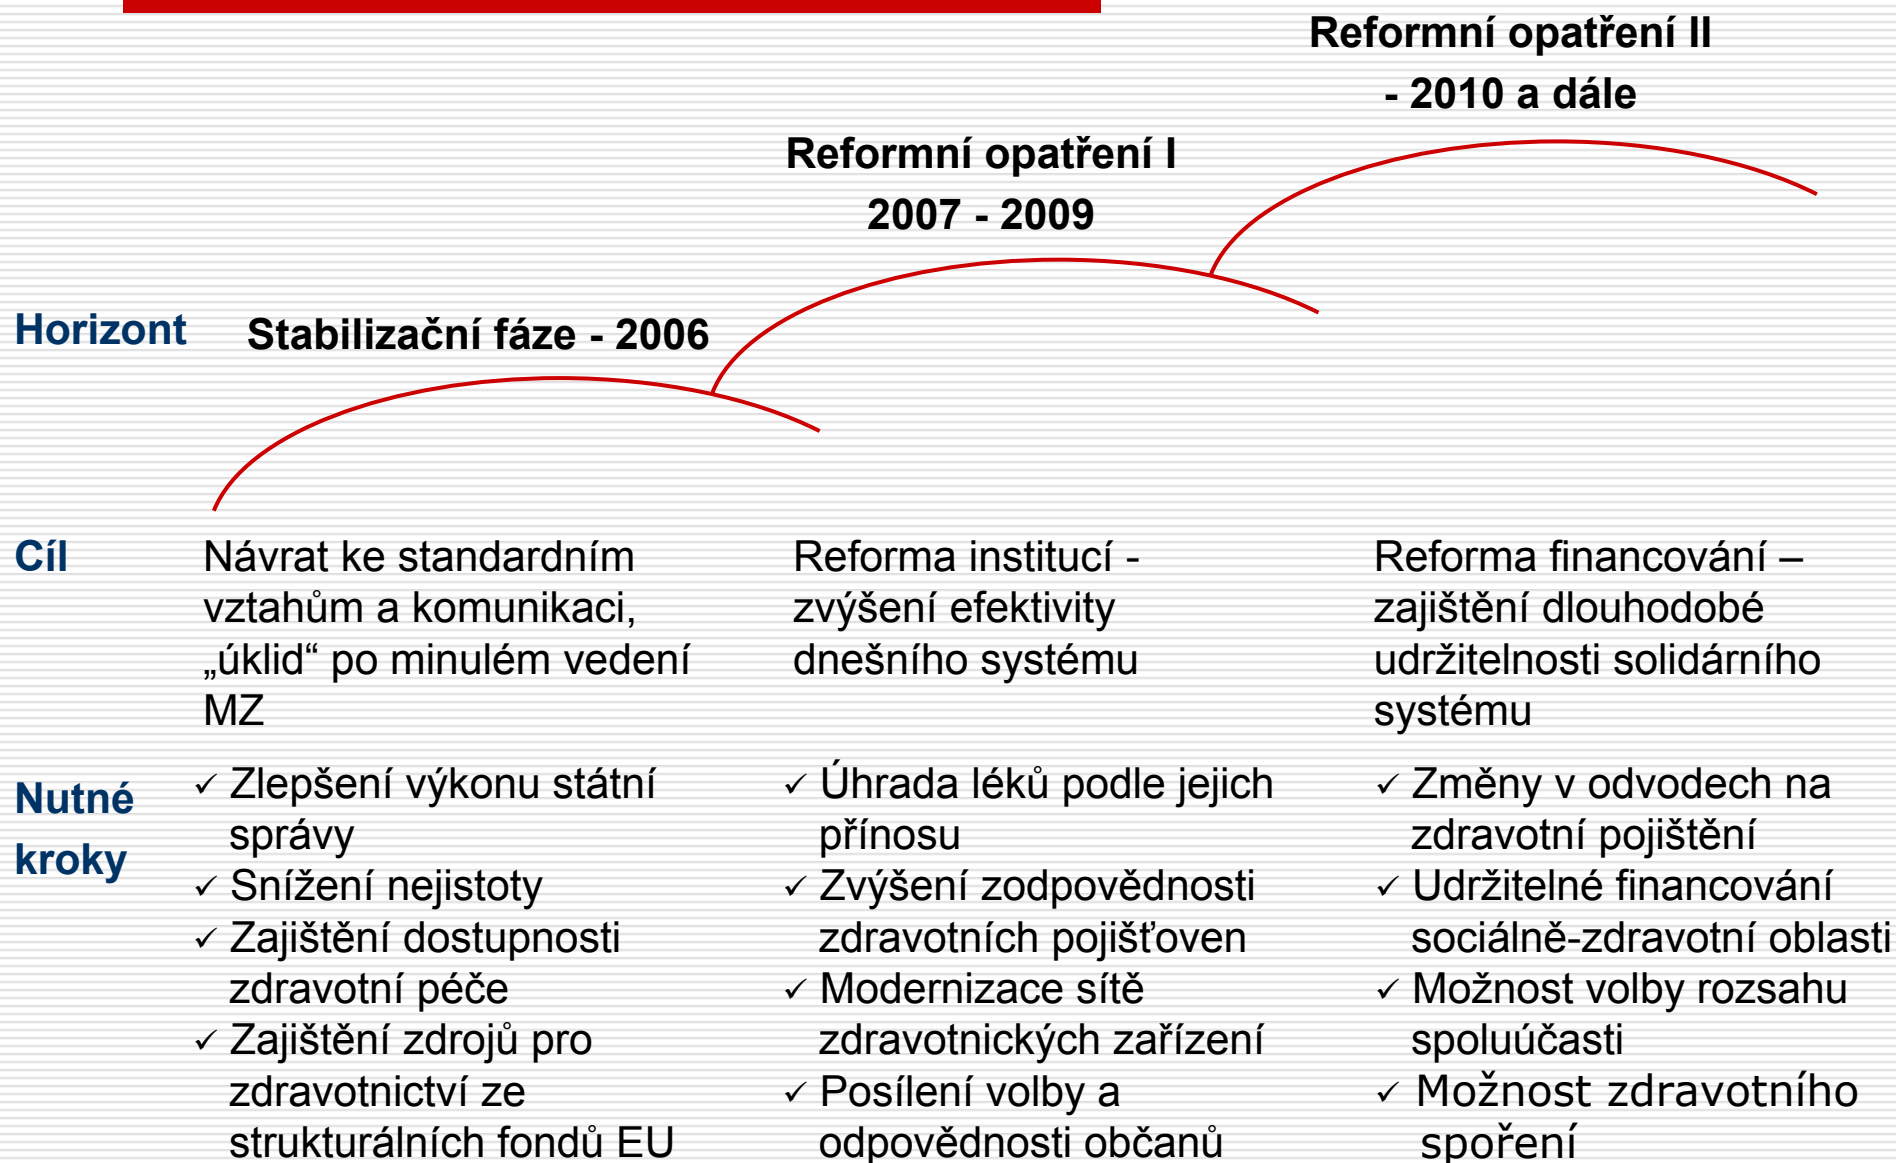 Reformní opatření II
- 2010 a dále
Reformní opatření I
2007 - 2009
Horizont
Stabilizační fáze - 2006
Cíl
Návrat ke standardním
vztahům a komunikaci,
„úklid“ po minulém vedení
MZ
Reforma institucí -
zvýšení efektivity
dnešního systému
Reforma financování –
zajištění dlouhodobé
udržitelnosti solidárního
systému
Nutné
kroky
✓ Zlepšení výkonu státní
správy
✓ Snížení nejistoty
✓ Zajištění dostupnosti
zdravotní péče
✓ Zajištění zdrojů pro
zdravotnictví ze
strukturálních fondů EU
✓ Úhrada léků podle jejich
přínosu
✓ Zvýšení zodpovědnosti
zdravotních pojišťoven
✓ Modernizace sítě
zdravotnických zařízení
✓ Posílení volby a
odpovědnosti občanů
✓ Změny v odvodech na
zdravotní pojištění
✓ Udržitelné financování
sociálně-zdravotní oblasti
✓ Možnost volby rozsahu
spoluúčasti
✓ Možnost zdravotního
spoření